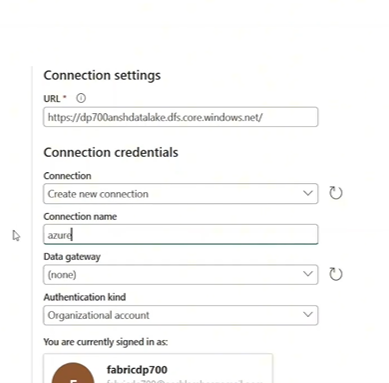 Connection settings
URL *
https://dp700anshdatalake.dfs.core.windows.net/
Connection credentials
Connection
Create new connection
Connection name
azure
Data gateway
(none)
Authentication kind
Organizational account
You are currently signed in as:
fabricdp700